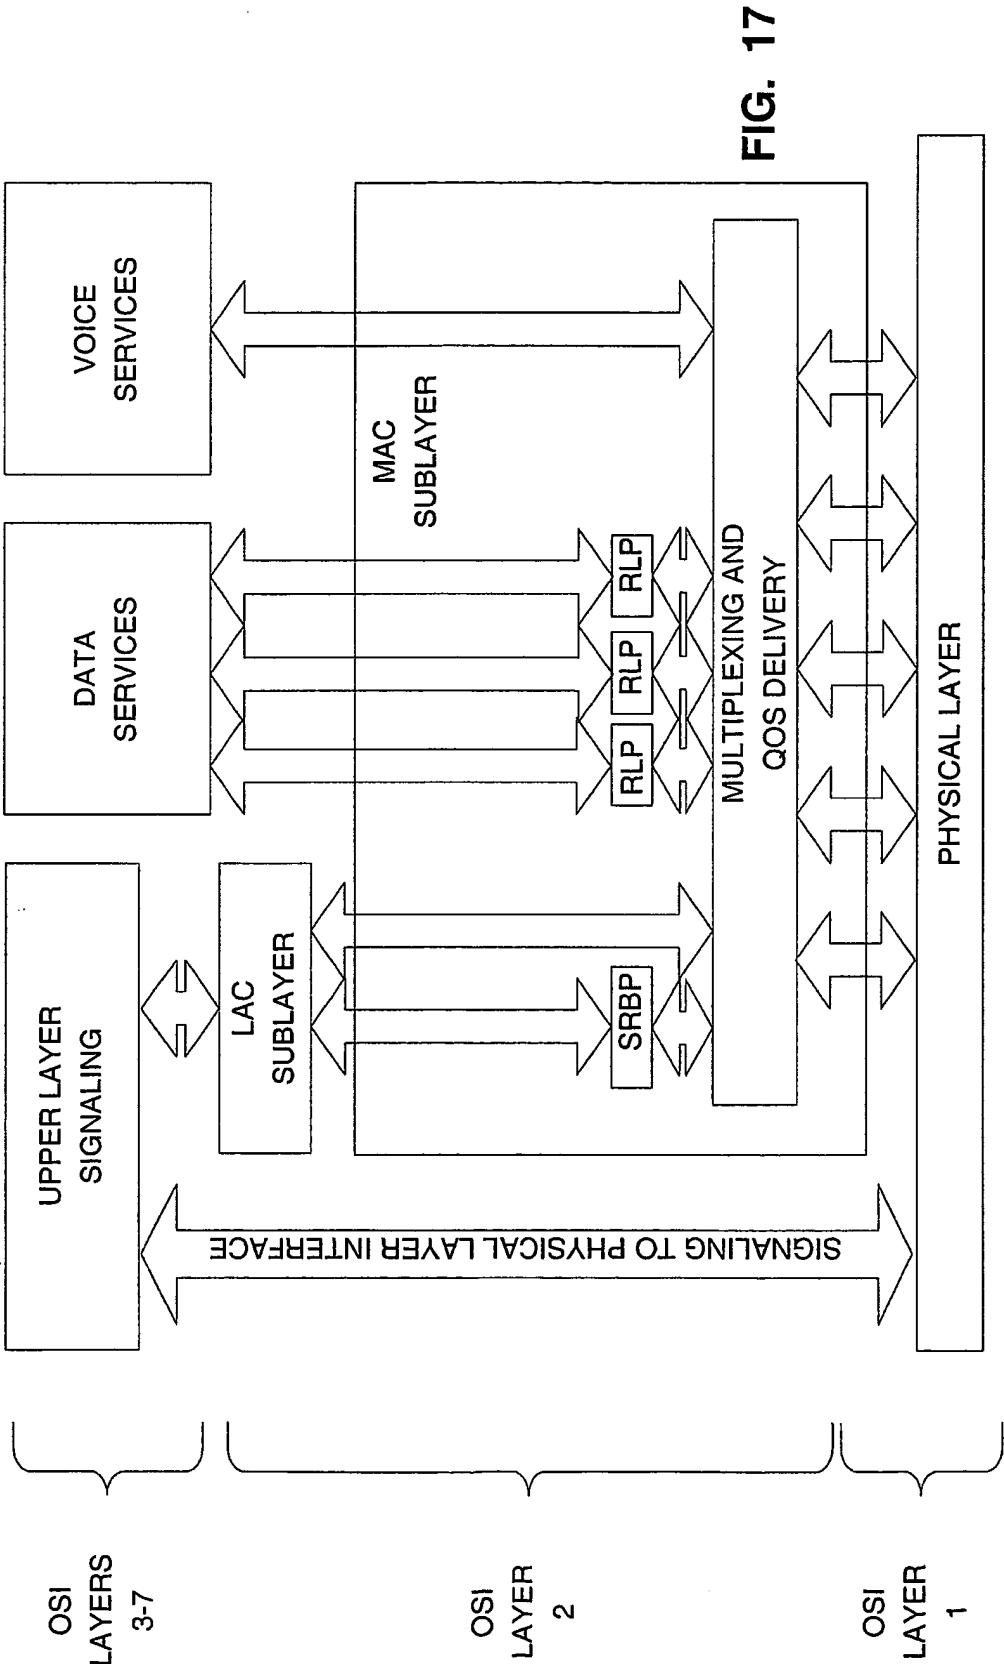 OSI
LAYERS
3-7
UPPER LAYER
SIGNALING
DATA
SERVICES
VOICE
SERVICES
OSI
LAYER
2
SIGNALING TO PHYSICAL LAYER INTERFACE
LAC
SUBLAYER
MAC
SUBLAYER
SRBP
RLP
RLP
RLP
MULTIPLEXING AND
QOS DELIVERY
OSI
LAYER
1
PHYSICAL LAYER
FIG. 17